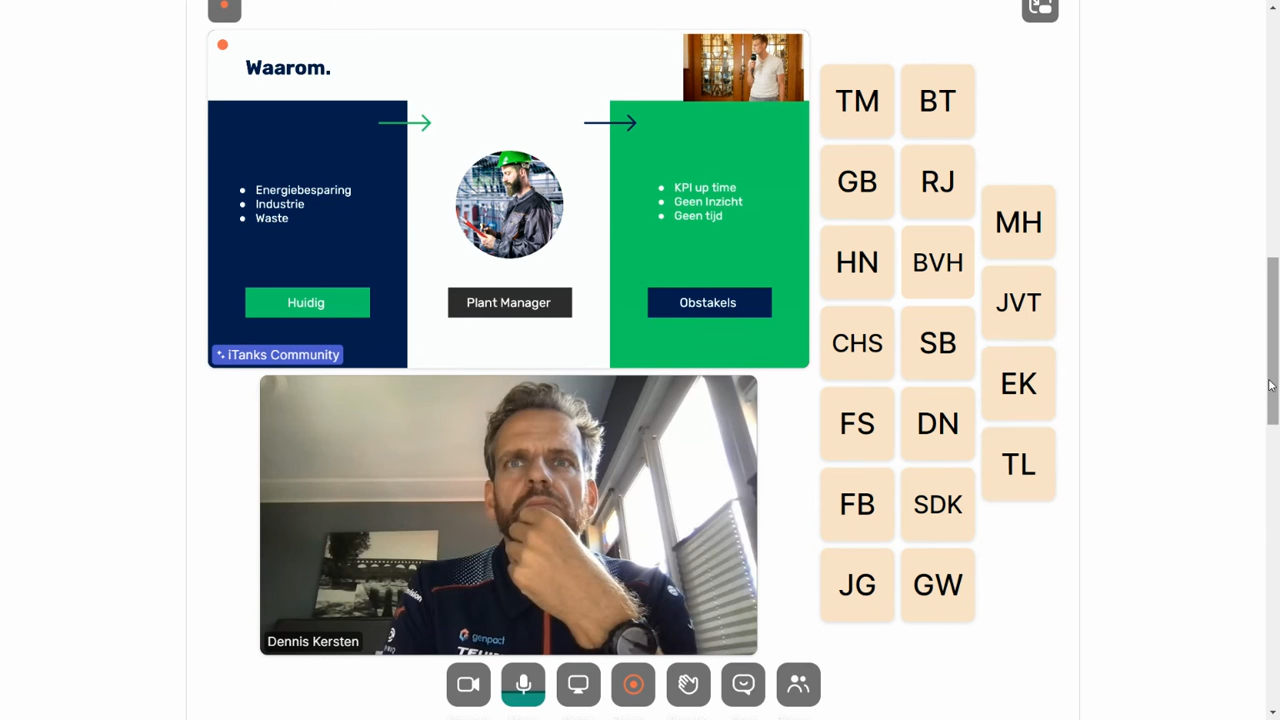 Waarom.
Energiebesparing
Industrie
Waste
Huidig
Plant Manager
KPI up time
Geen Inzicht
Geen tijd
Obstakels
iTanks Community
TM
BT
GB
RJ
MH
HN
BVH
JVT
CHS
SB
EK
FS
DN
TL
FB
SDK
JG
GW
genpact
Dennis Kersten